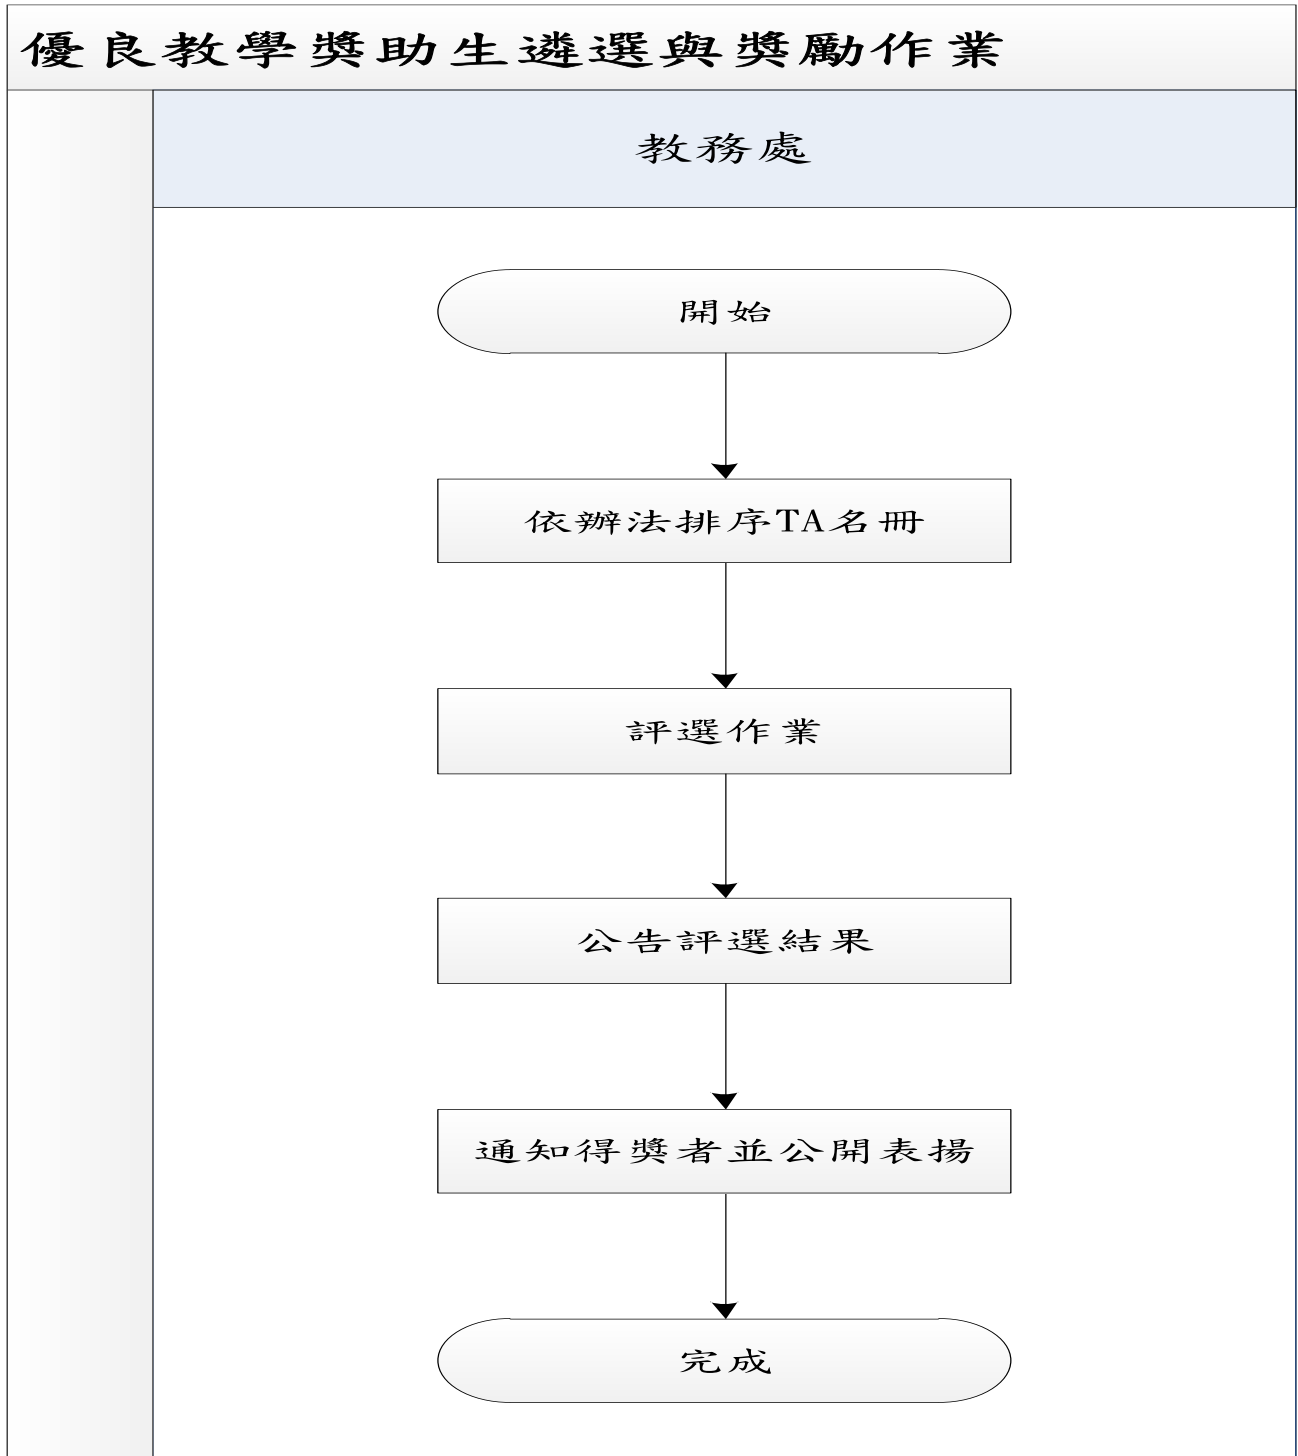 優良教學獎助生遴選與獎勵作業
教務處
開始
依辦法排序TA名冊
評選作業
公告評選結果
通知得獎者並公開表揚
完成